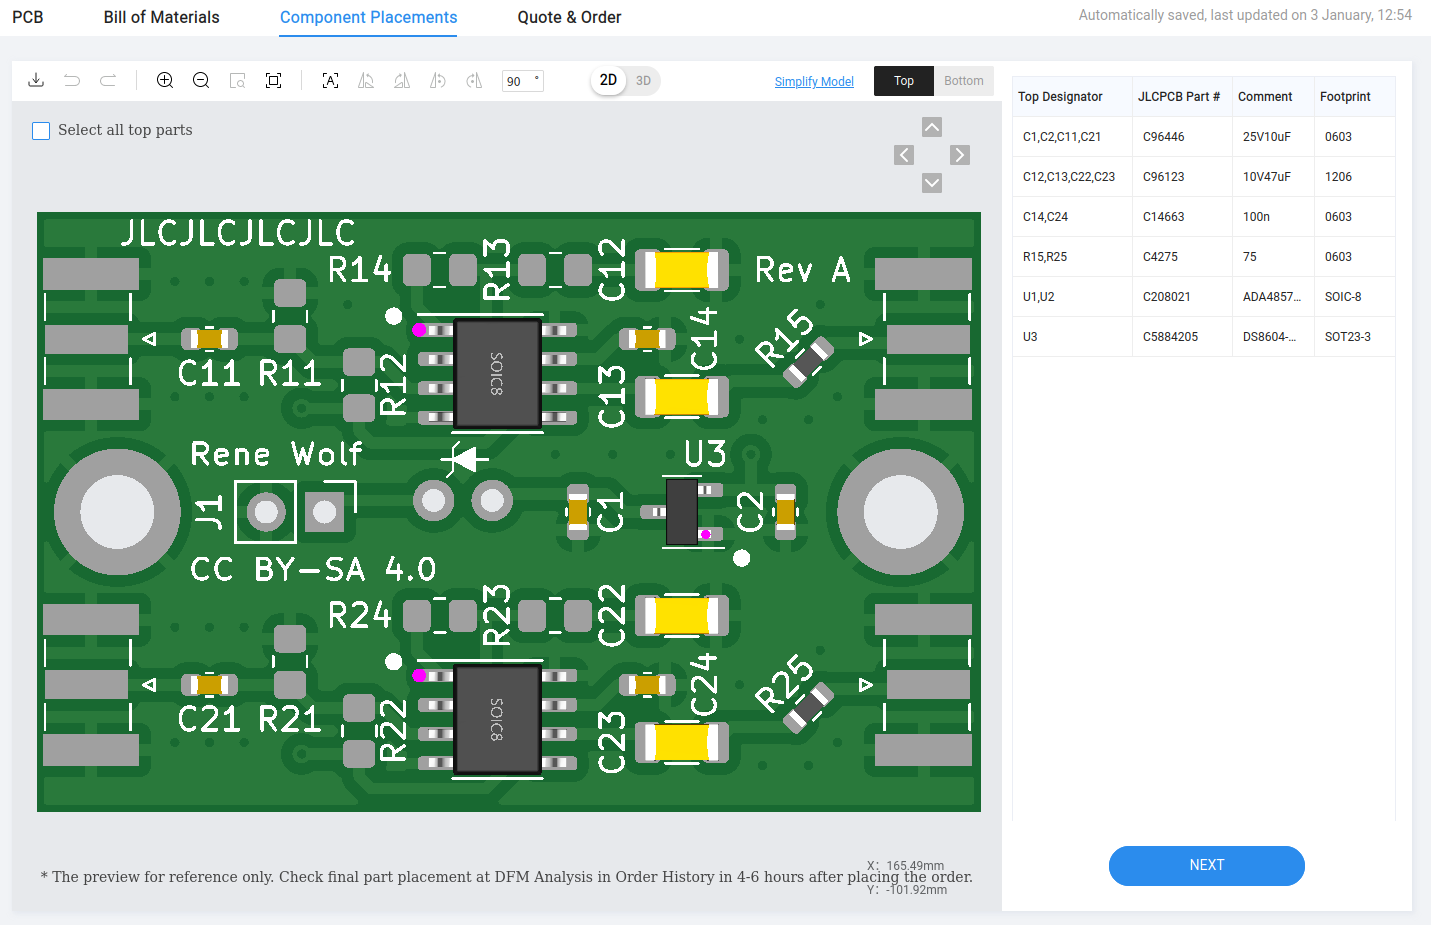 PCB Bill of Materials Component Placements Quote & Order Automatically saved, last updated on 3 January, 12:54
90 ° 2D 3D Simplify Model Top Bottom
Select all top parts
Top Designator JLCPCB Part # Comment Footprint
C1,C2,C11,C21 C96446 25V10uF 0603
C12,C13,C22,C23 C96123 10V47uF 1206
C14,C24 C14663 100n 0603
R15,R25 C4275 75 0603
U1,U2 C208021 ADA4857... SOIC-8
U3 C5884205 DS8604-... SOT23-3
JLCJLCJLCJLC
R14 R13 C12 Rev A
C11 R11 R12 SOIC8 C13 C14 R15
Rene Wolf U3
J1 C1 C2
CC BY-SA 4.0
R24 R23 C22
C21 R21 R22 SOIC8 C23 C24 R25
X: 165.49mm
* The preview for reference only. Check final part placement at DFM Analysis in Order History in 4-6 hours after placing the order.
Y: -101.92mm
NEXT